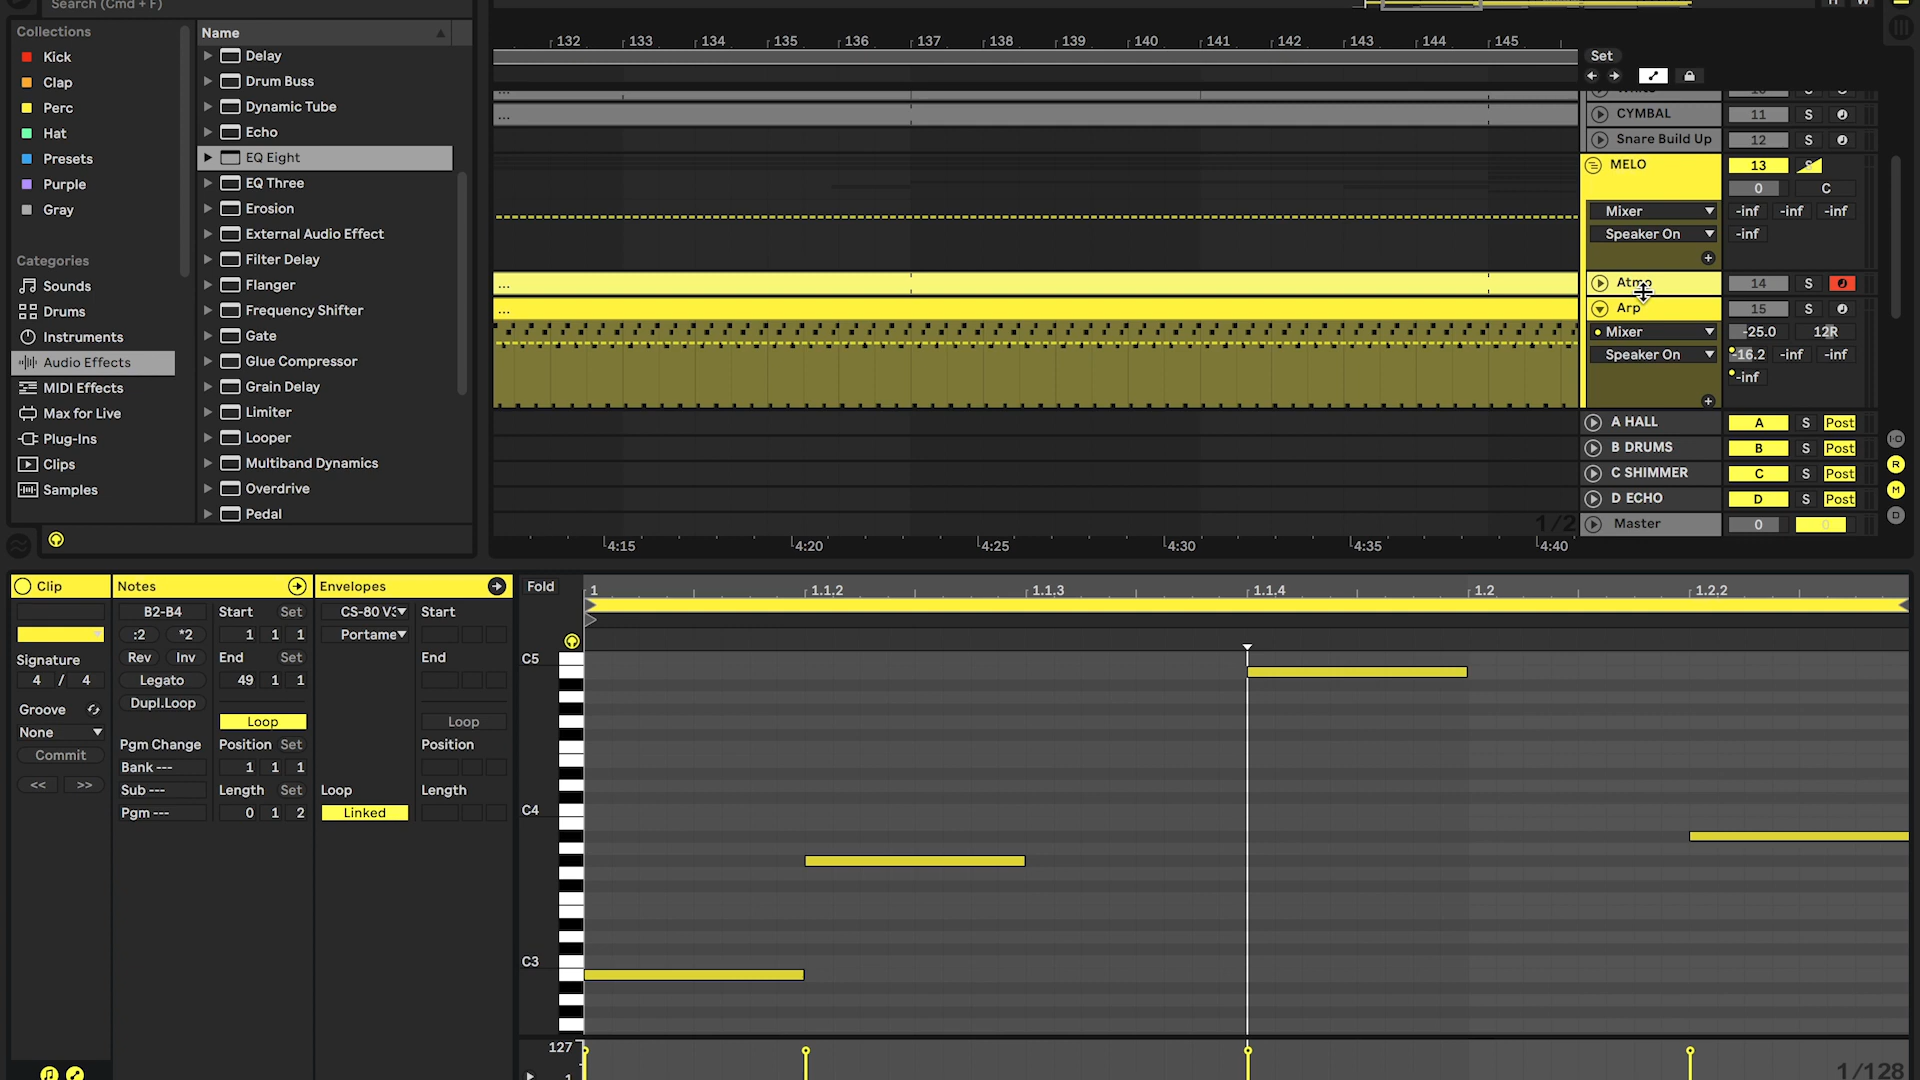 Search (Cmd + F)
Collections
Kick
Clap
Perc
Hat
Presets
Purple
Gray
Categories
Sounds
Drums
Instruments
Audio Effects
MIDI Effects
Max for Live
Plug-Ins
Clips
Samples
Name
Delay
Drum Buss
Dynamic Tube
Echo
EQ Eight
EQ Three
Erosion
External Audio Effect
Filter Delay
Flanger
Frequency Shifter
Gate
Glue Compressor
Grain Delay
Limiter
Looper
Multiband Dynamics
Overdrive
Pedal
132 133 134 135 136 137 138 139 140 141 142 143 144 145
H W
Set
...
... CYMBAL 11 S
Snare Build Up 12 S
MELO 13 S
0 C
Mixer -inf -inf -inf
Speaker On -inf
... Atmo 14 S
... Arp 15 S
Mixer -25.0 12R
Speaker On -16.2 -inf -inf
-inf
A HALL A S Post
B DRUMS B S Post
C SHIMMER C S Post
D ECHO D S Post
Master 0 0
I-O
R
M
D
1/2
4:15 4:20 4:25 4:30 4:35 4:40
Clip
Signature
4 / 4
Groove
None
Commit
<< >>
Notes
B2-B4
:2 *2
Rev Inv
Legato
Dupl.Loop
Pgm Change
Bank ---
Sub ---
Pgm ---
Start Set
1 1 1
End Set
49 1 1
Loop
Position Set
1 1 1
Length Set
0 1 2
Envelopes
CS-80 V3
Portame
Loop
Linked
Start
End
Loop
Position
Length
Fold
1 1.1.2 1.1.3 1.1.4 1.2 1.2.2
C5
C4
C3
127
1
1/128